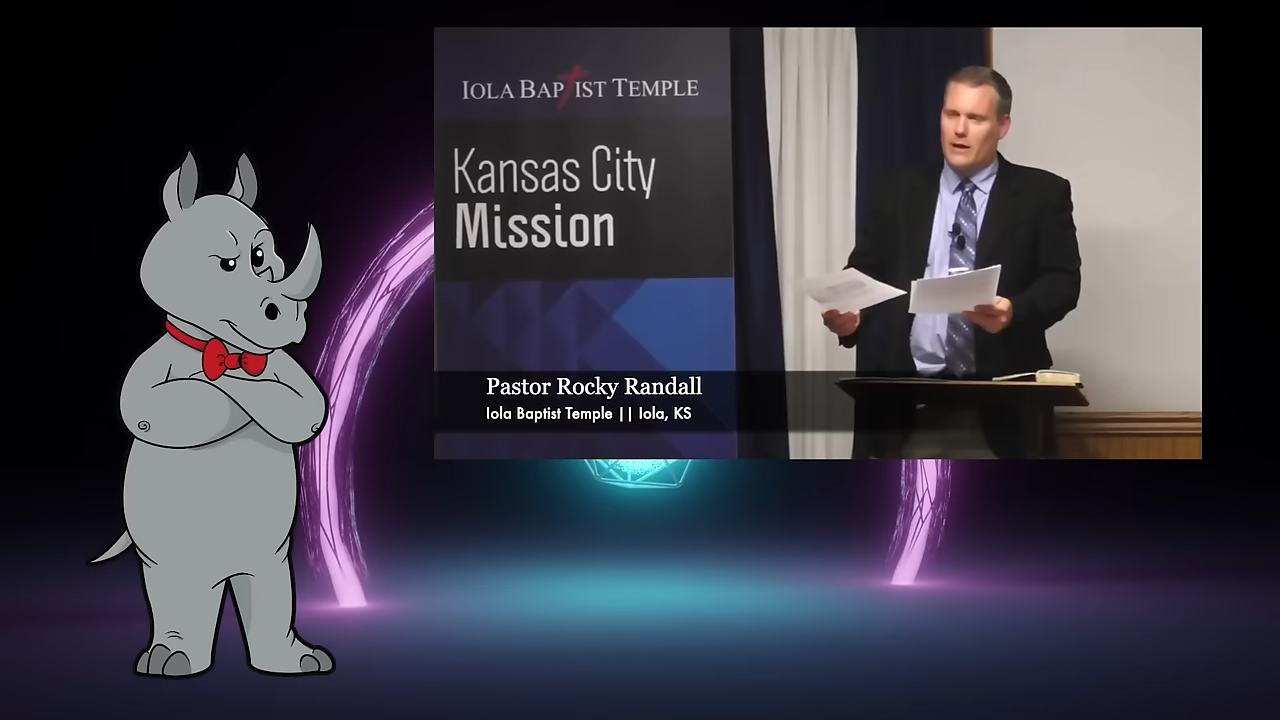 IOLA BAPTIST TEMPLE
Kansas City
Mission
Pastor Rocky Randall
Iola Baptist Temple || Iola, KS